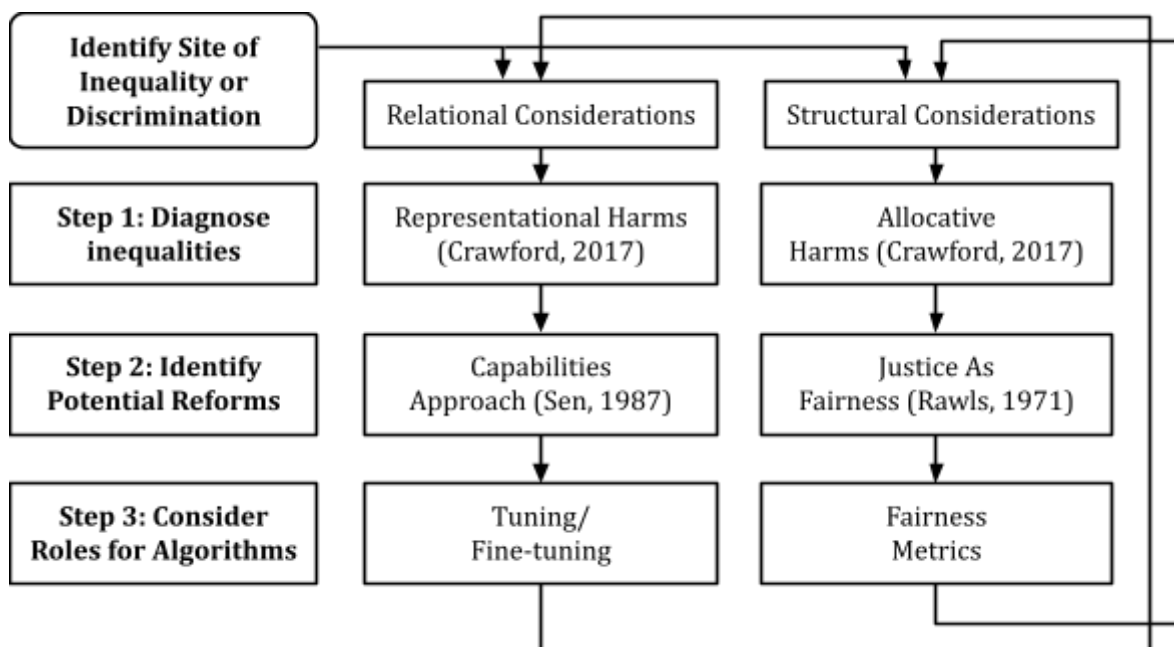 Identify Site of
Inequality or
Discrimination
Relational Considerations
Structural Considerations
Step 1: Diagnose
inequalities
Representational Harms
(Crawford, 2017)
Allocative
Harms (Crawford, 2017)
Step 2: Identify
Potential Reforms
Capabilities
Approach (Sen, 1987)
Justice As
Fairness (Rawls, 1971)
Step 3: Consider
Roles for Algorithms
Tuning/
Fine-tuning
Fairness
Metrics